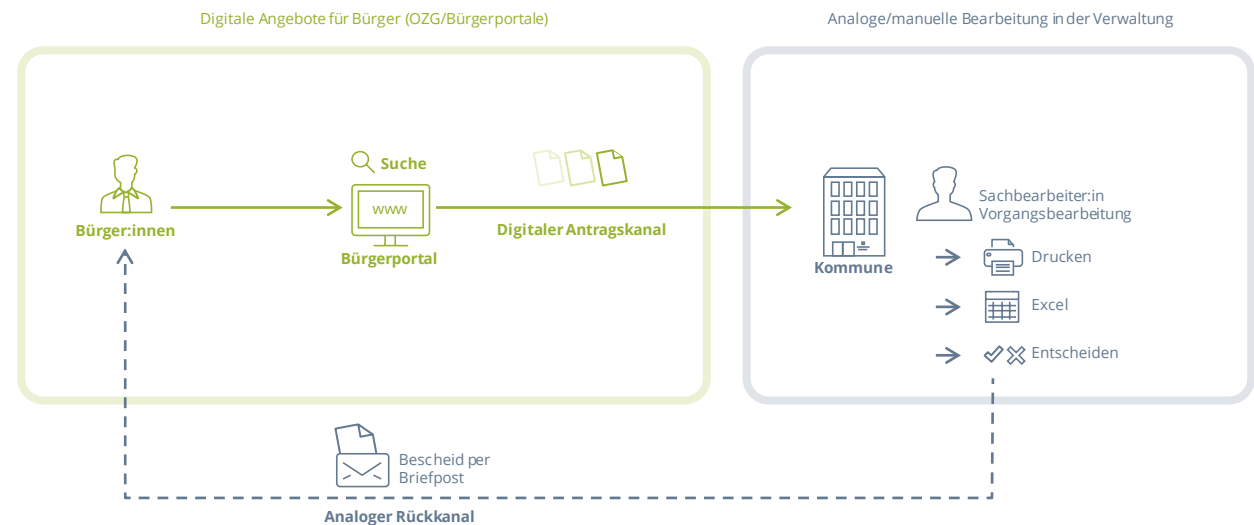 Digitale Angebote für Bürger (OZG/Bürgerportale)
Analoge/manuelle Bearbeitung in der Verwaltung
Suche
www
Bürger:innen
Bürgerportal
Digitaler Antragskanal
Kommune
Sachbearbeiter:in
Vorgangsbearbeitung
Drucken
Excel
Entscheiden
Bescheid per
Briefpost
Analoger Rückkanal